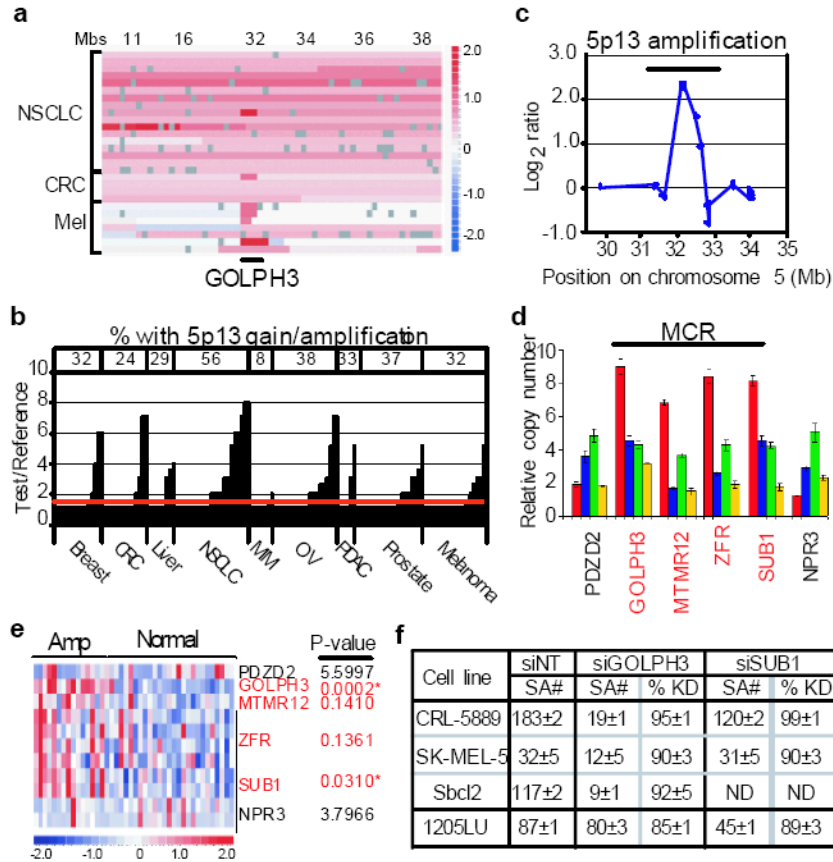 a
Mbs 11 16 32 34 36 38
NSCLC
CRC
Mel
GOLPH3
2.0
1.0
0
-1.0
-2.0
c
5p13 amplification
3.0
2.0
1.0
0
-1.0
Log2 ratio
30 31 32 33 34 35
Position on chromosome 5 (Mb)
b
% with 5p13 gain/amplification
32 24 29 56 8 38 33 37 32
10
8
6
4
2
0
Test/Reference
Breast CRC Liver NSCLC MM OV PDAC Prostate Melanoma
d
MCR
10
8
6
4
2
0
Relative copy number
PDZD2 GOLPH3 MTMR12 ZFR SUB1 NPR3
e
Amp Normal P-value
PDZD2 5.5997
GOLPH3 0.0002*
MTMR12 0.1410
ZFR 0.1361
SUB1 0.0310*
NPR3 3.7966
-2.0 -1.0 0 1.0 2.0
f
Cell line siNT siGOLPH3 siSUB1
SA# SA# % KD SA# % KD
CRL-5889 183±2 19±1 95±1 120±2 99±1
SK-MEL-5 32±5 12±5 90±3 31±5 90±3
Sbcl2 117±2 9±1 92±5 ND ND
1205LU 87±1 80±3 85±1 45±1 89±3